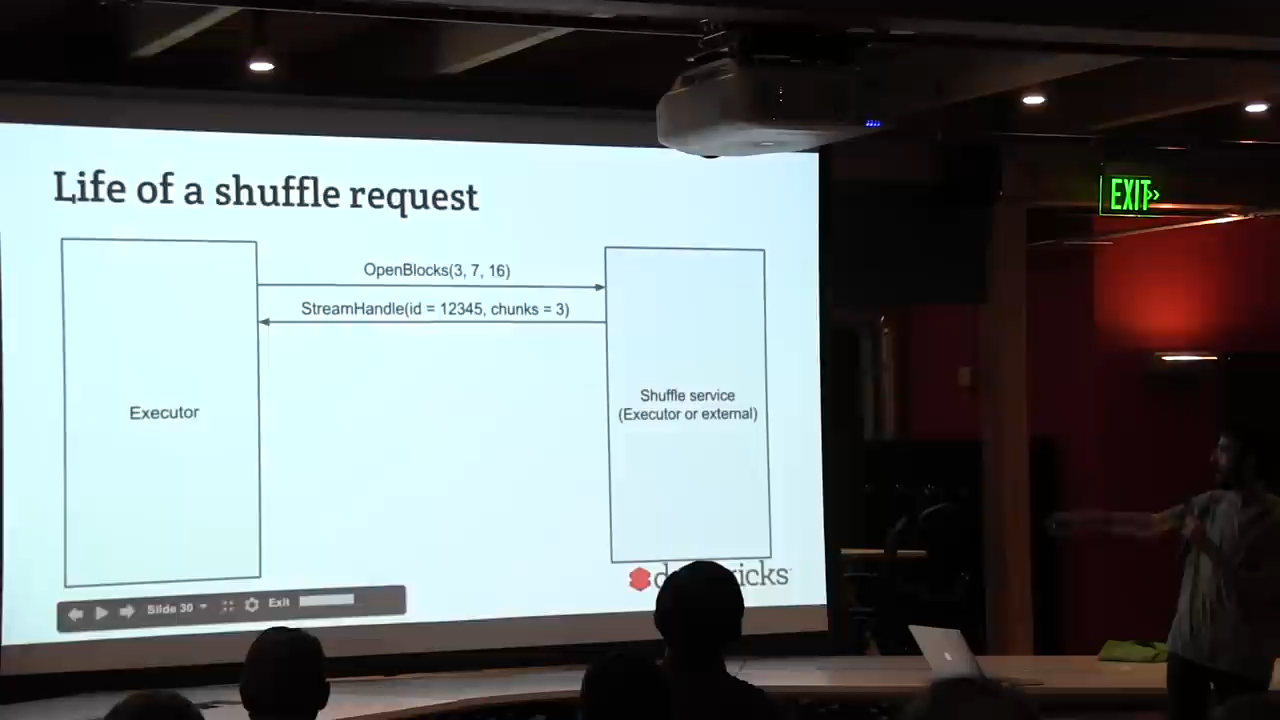 Life of a shuffle request
OpenBlocks(3, 7, 16)
StreamHandle(id = 12345, chunks = 3)
Executor
Shuffle service
(Executor or external)
Slide 30
Exit
EXIT